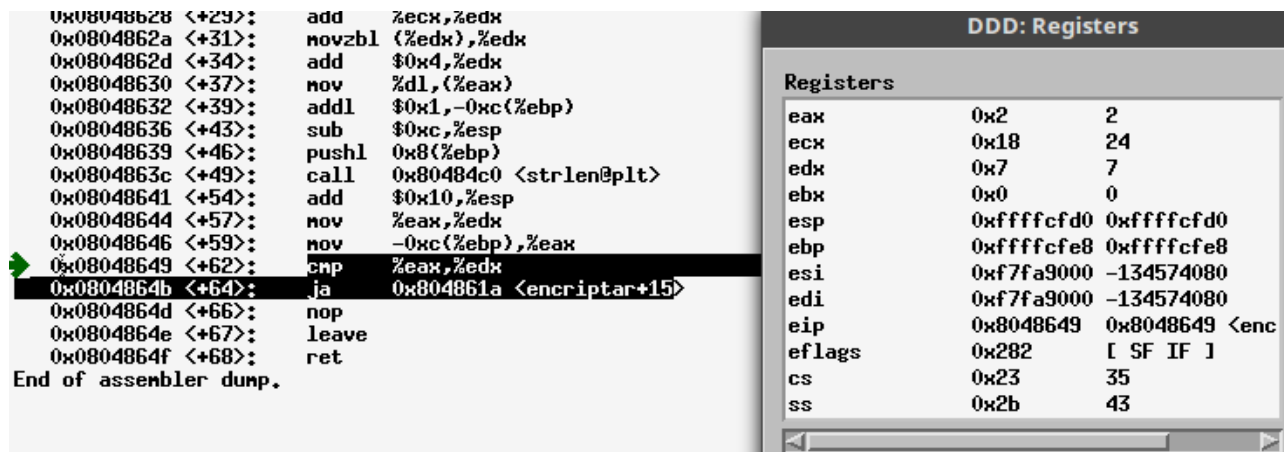 0x08048628 <+29>: add %ecx,%edx
0x0804862a <+31>: movzbl (%edx),%edx
0x0804862d <+34>: add $0x4,%edx
0x08048630 <+37>: mov %dl,(%eax)
0x08048632 <+39>: addl $0x1,-0xc(%ebp)
0x08048636 <+43>: sub $0xc,%esp
0x08048639 <+46>: pushl 0x8(%ebp)
0x0804863c <+49>: call 0x80484c0 <strlen@plt>
0x08048641 <+54>: add $0x10,%esp
0x08048644 <+57>: mov %eax,%edx
0x08048646 <+59>: mov -0xc(%ebp),%eax
0x08048649 <+62>: cmp %eax,%edx
0x0804864b <+64>: ja 0x804861a <encriptar+15>
0x0804864d <+66>: nop
0x0804864e <+67>: leave
0x0804864f <+68>: ret
End of assembler dump.
DDD: Registers
Registers
eax 0x2 2
ecx 0x18 24
edx 0x7 7
ebx 0x0 0
esp 0xffffcfd0 0xffffcfd0
ebp 0xffffcfe8 0xffffcfe8
esi 0xf7fa9000 -134574080
edi 0xf7fa9000 -134574080
eip 0x8048649 0x8048649 <enc
eflags 0x282 [ SF IF ]
cs 0x23 35
ss 0x2b 43